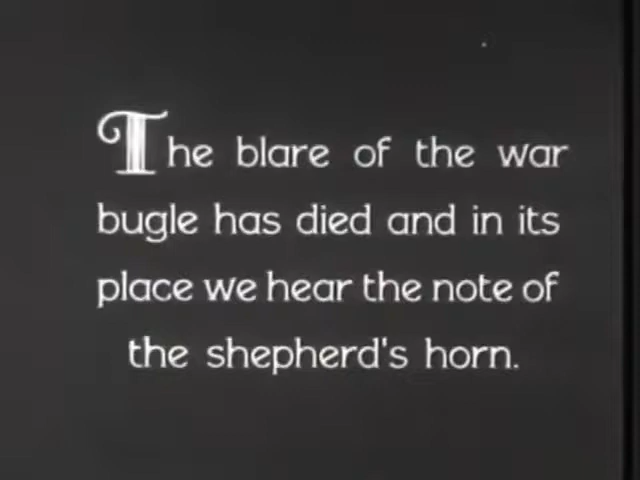 The blare of the war
bugle has died and in its
place we hear the note of
the shepherd's horn.